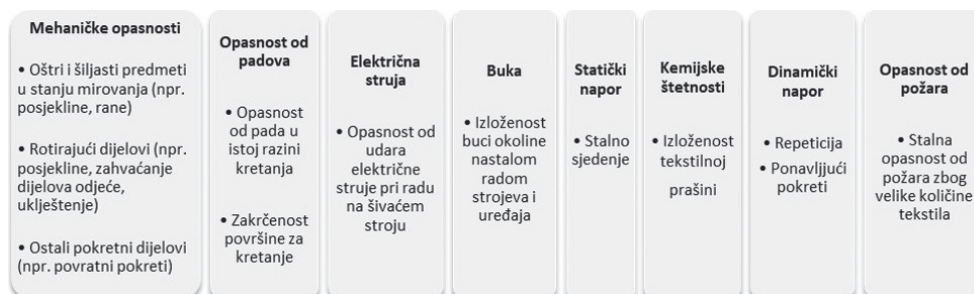 Mehaničke opasnosti
• Oštri i šiljasti predmeti
u stanju mirovanja (npr.
posjekline, rane)
• Rotirajući dijelovi (npr.
posjekline, zahvaćanje
dijelova odjeće,
uklještenje)
• Ostali pokretni dijelovi
(npr. povratni pokreti)
Opasnost od
padova
• Opasnost
od pada u
istoj razini
kretanja
• Zakrčenost
površine za
kretanje
Električna
struja
• Opasnost od
udara
električne
struje pri radu
na šivaćem
stroju
Buka
• Izloženost
buci okoline
nastalom
radom
strojeva i
uređaja
Statički
napor
• Stalno
sjedenje
Kemijske
štetnosti
• Izloženost
tekstilnoj
prašini
Dinamički
napor
• Repeticija
• Ponavljjući
pokreti
Opasnost od
požara
• Stalna
opasnost od
požara zbog
velike količine
tekstila